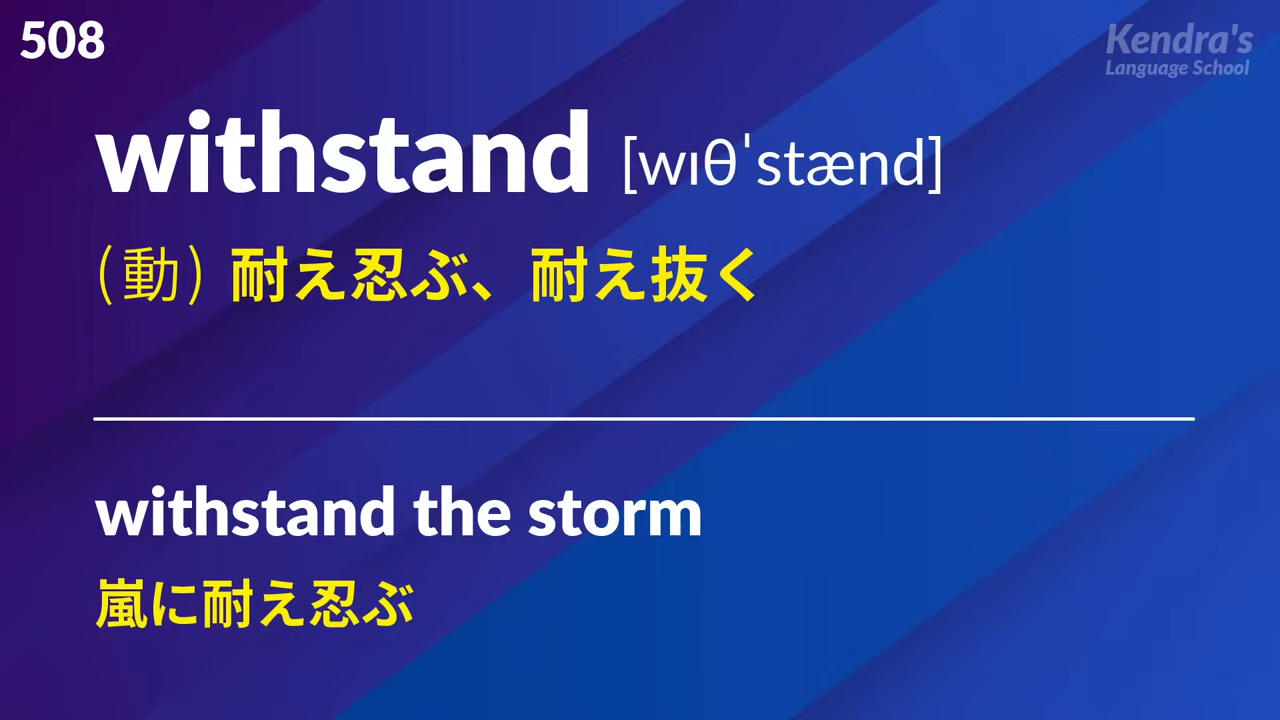 508
Kendra's
Language School
withstand [wɪθˈstænd]
(動) 耐え忍ぶ、耐え抜く
withstand the storm
嵐に耐え忍ぶ